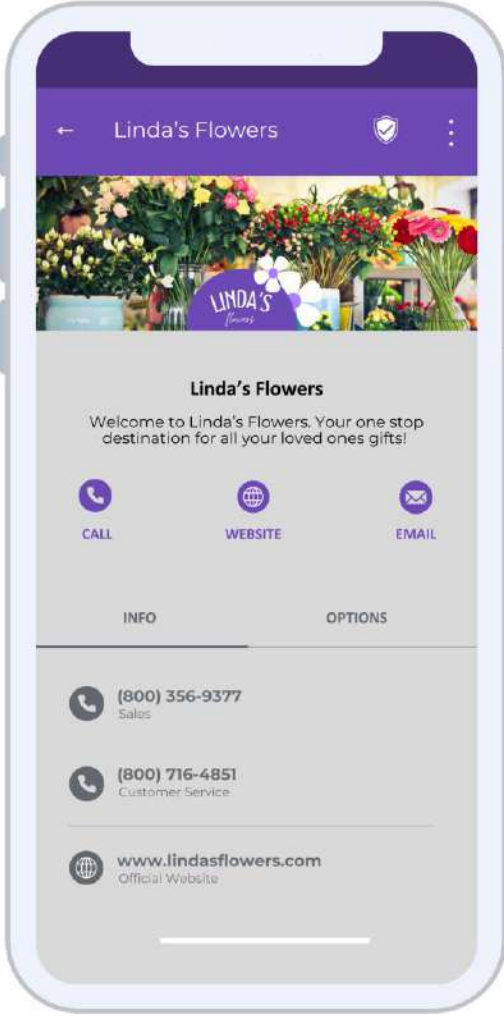 Linda's Flowers
LINDA'S
flowers
Linda's Flowers
Welcome to Linda's Flowers. Your one stop
destination for all your loved ones gifts!
CALL WEBSITE EMAIL
INFO OPTIONS
(800) 356-9377
Sales
(800) 716-4851
Customer Service
www.lindasflowers.com
Official Website